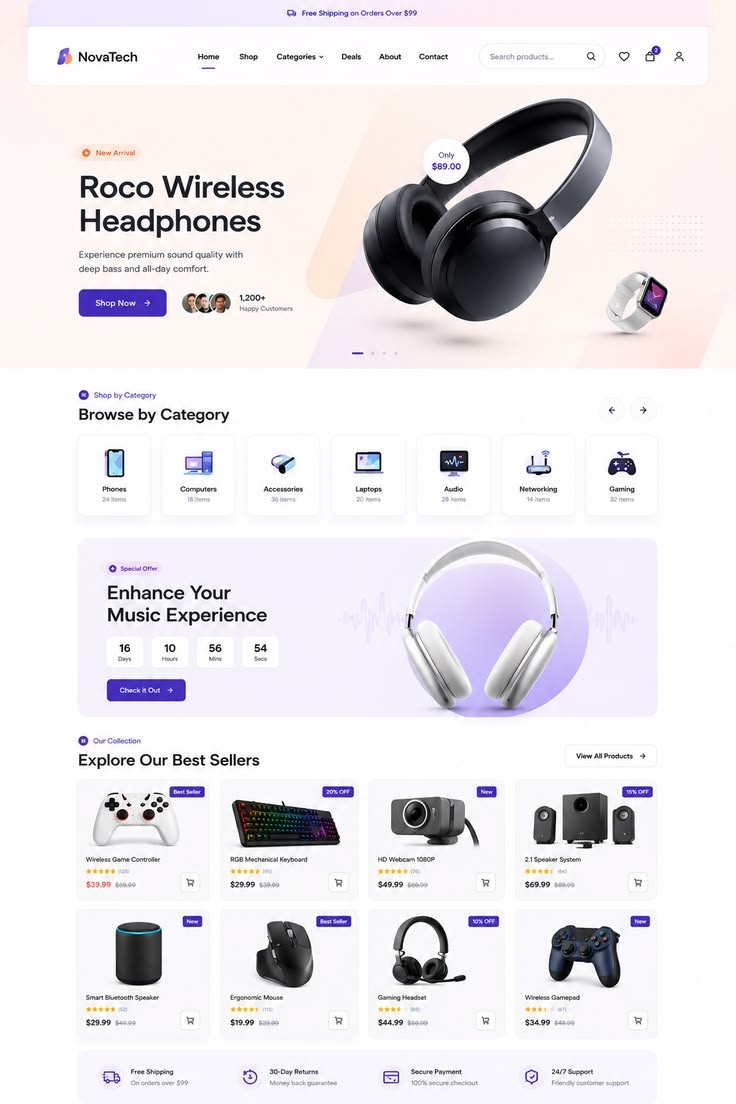 Free Shipping on Orders Over $99
NovaTech
Home
Shop
Categories
Deals
About
Contact
Search products...
2
New Arrival
Only
$89.00
Roco Wireless
Headphones
Experience premium sound quality with
deep bass and all-day comfort.
Shop Now
1,200+
Happy Customers
Shop by Category
Browse by Category
Phones
24 Items
Computers
18 Items
Accessories
36 Items
Laptops
20 Items
Audio
28 Items
Networking
14 Items
Gaming
32 Items
Special Offer
Enhance Your
Music Experience
16
Days
10
Hours
56
Mins
54
Secs
Check it Out
Our Collection
Explore Our Best Sellers
View All Products
Best Seller
Wireless Game Controller
(128)
$39.99 $59.99
20% OFF
RGB Mechanical Keyboard
(95)
$29.99 $39.99
New
HD Webcam 1080P
(76)
$49.99 $69.99
15% OFF
2.1 Speaker System
(64)
$69.99 $89.99
New
Smart Bluetooth Speaker
(52)
$29.99 $49.99
Best Seller
Ergonomic Mouse
(112)
$19.99 $29.99
10% OFF
Gaming Headset
(88)
$44.99 $59.99
New
Wireless Gamepad
(67)
$34.99 $49.99
Free Shipping
On orders over $99
30-Day Returns
Money back guarantee
Secure Payment
100% secure checkout
24/7 Support
Friendly customer support